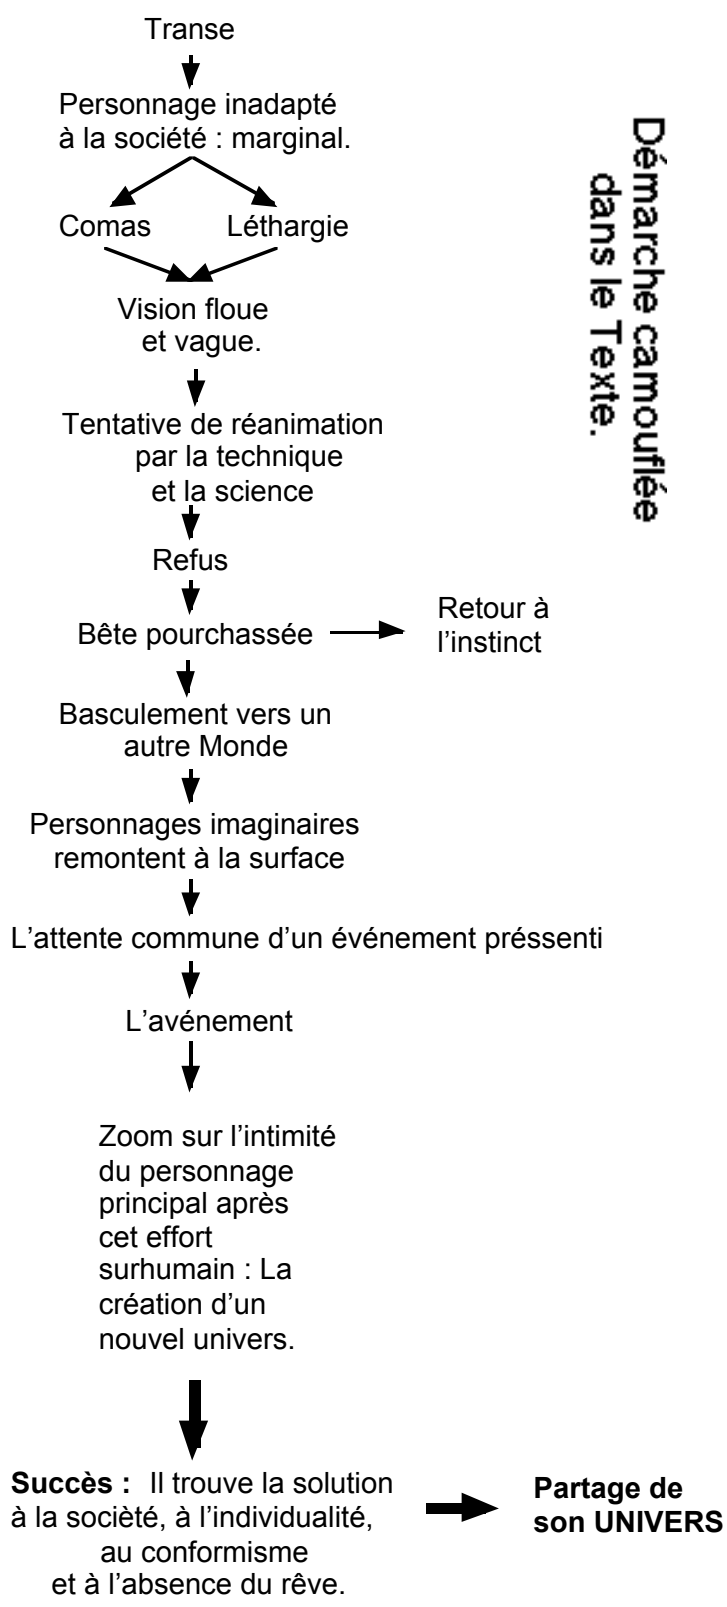 Transe
Personnage inadapté
à la société : marginal.
Comas
Léthargie
Vision floue
et vague.
Tentative de réanimation
par la technique
et la science
Refus
Bête pourchassée
Retour à
l’instinct
Basculement vers un
autre Monde
Personnages imaginaires
remontent à la surface
L’attente commune d’un événement préssenti
L’avénement
Zoom sur l’intimité
du personnage
principal après
cet effort
surhumain : La
création d’un
nouvel univers.
Succès : Il trouve la solution
à la socièté, à l’individualité,
au conformisme
et à l’absence du rêve.
Partage de
son UNIVERS
Démarche camouflée
dans le Texte.